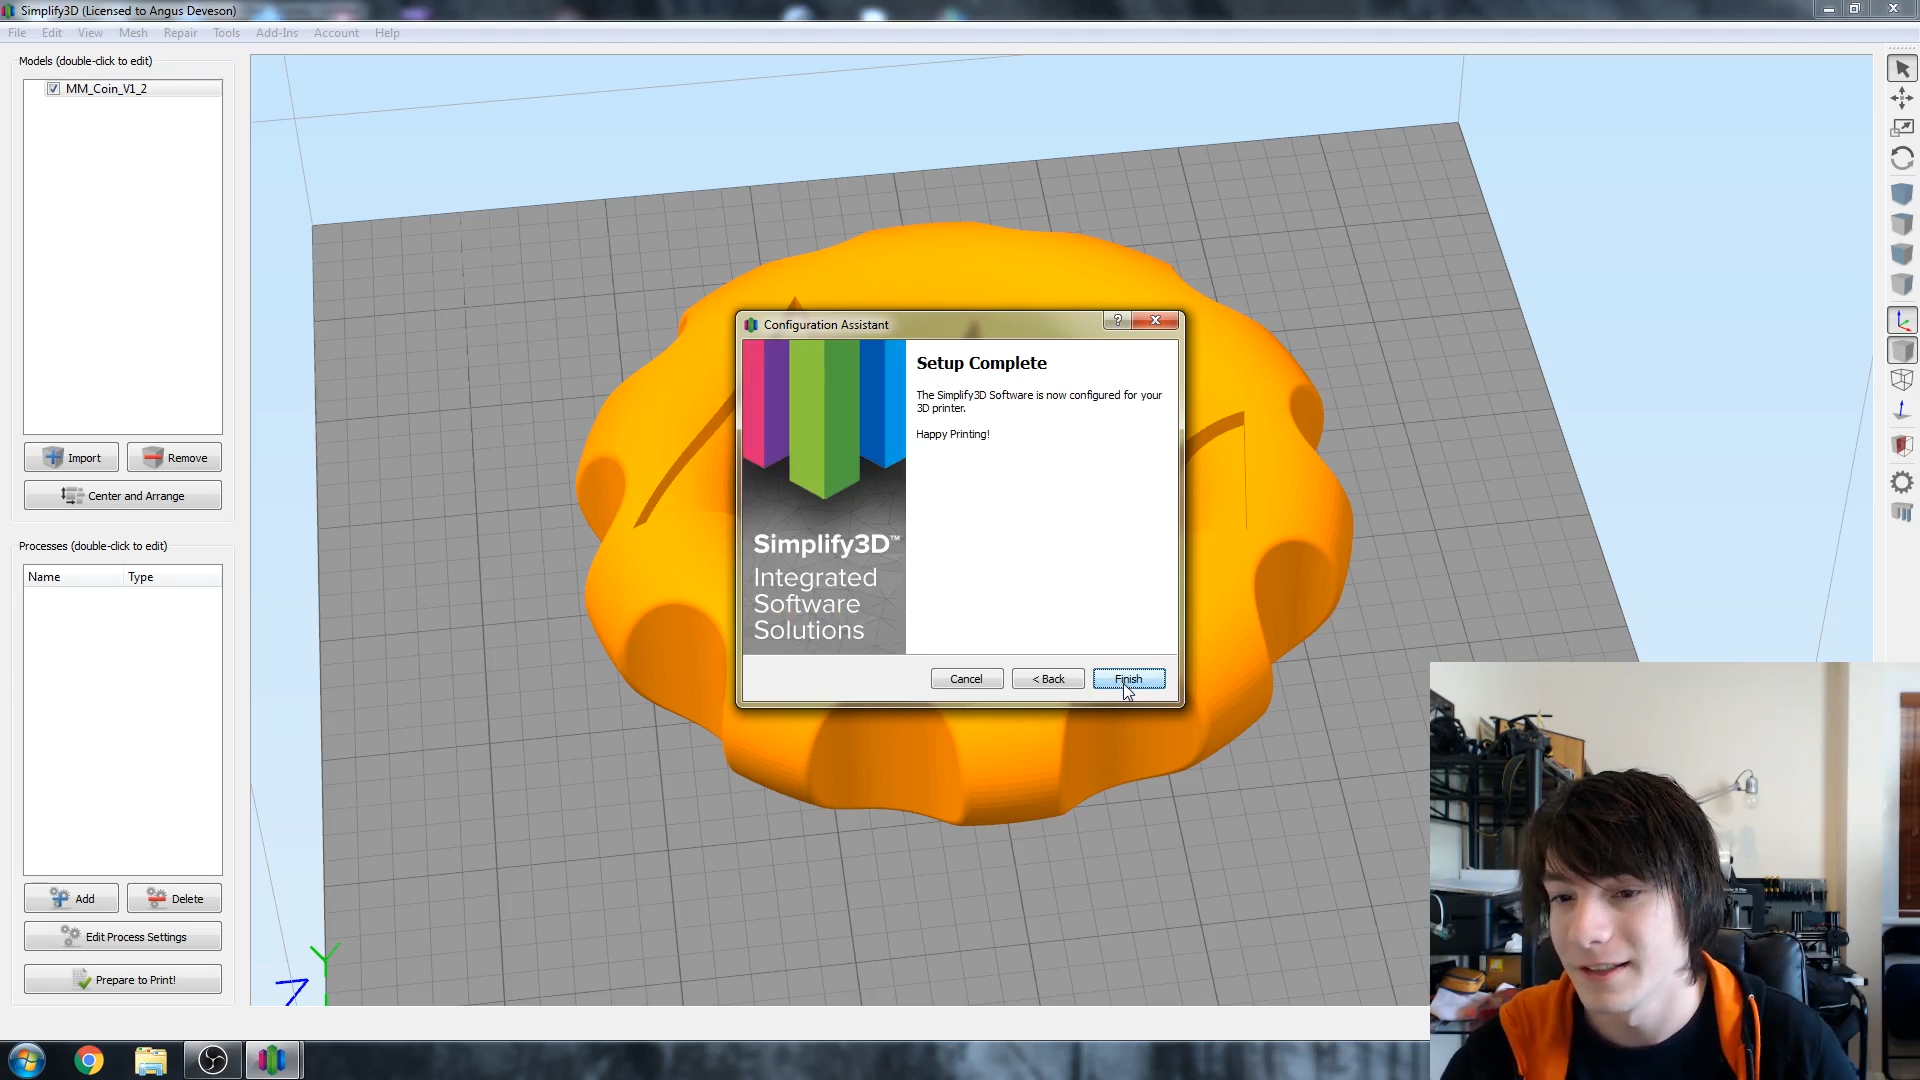 Simplify3D (Licensed to Angus Deveson)
File Edit View Mesh Repair Tools Add-Ins Account Help
Models (double-click to edit)
MM_Coin_V1_2
Import Remove
Center and Arrange
Processes (double-click to edit)
Name Type
Add Delete
Edit Process Settings
Prepare to Print!
Configuration Assistant
?
Setup Complete
The Simplify3D Software is now configured for your
3D printer.
Happy Printing!
Simplify3D™
Integrated
Software
Solutions
Cancel < Back Finish